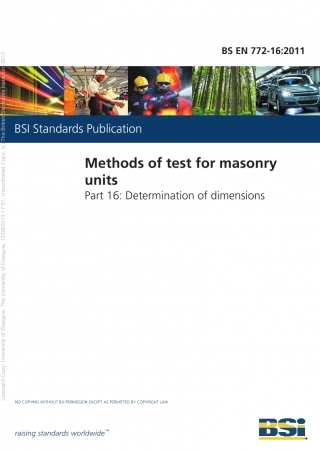 BS EN 772-16:2011
BSI Standards Publication
Methods of test for masonry
units
Part 16: Determination of dimensions
NO COPYING WITHOUT BSI PERMISSION EXCEPT AS PERMITTED BY COPYRIGHT LAW
raising standards worldwide™
BSi